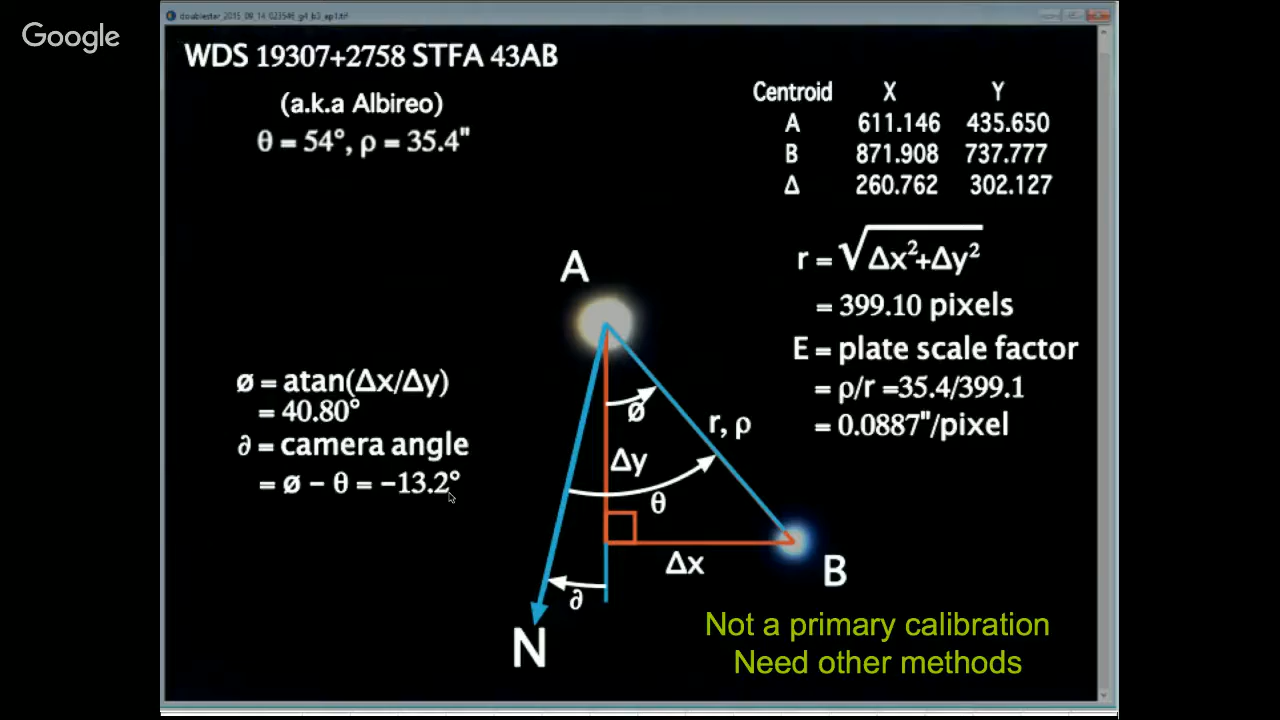 doublestar_2015_09_14_023546_g4_b3_ap1.tif
Google
WDS 19307+2758 STFA 43AB
(a.k.a Albireo)
θ = 54°, ρ = 35.4"
Centroid X Y
A 611.146 435.650
B 871.908 737.777
Δ 260.762 302.127
r = √Δx²+Δy²
= 399.10 pixels
E = plate scale factor
= ρ/r =35.4/399.1
= 0.0887"/pixel
ø = atan(Δx/Δy)
= 40.80°
∂ = camera angle
= ø − θ = −13.2°
A
ø
r, ρ
Δy
θ
Δx
B
∂
N
Not a primary calibration
Need other methods